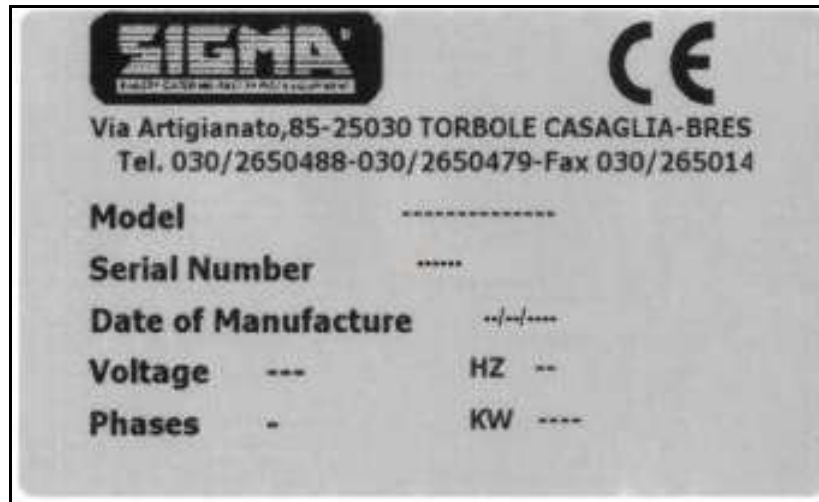 SIGMA
CE
Via Artigianato,85-25030 TORBOLE CASAGLIA-BRES
Tel. 030/2650488-030/2650479-Fax 030/265014
Model --------------
Serial Number ------
Date of Manufacture --/--/----
Voltage --- HZ --
Phases - KW ----